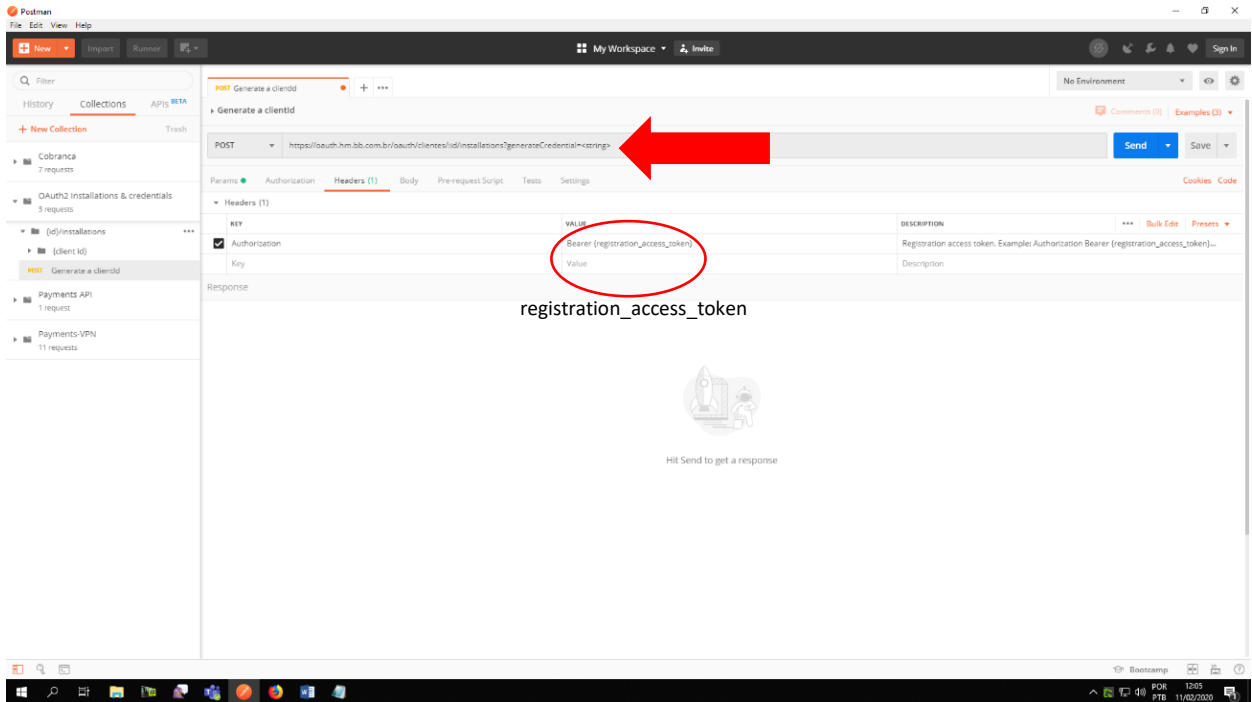 Postman
File Edit View Help
New Import Runner My Workspace Invite Sign In
Filter
History Collections APIs BETA
+ New Collection Trash
Cobranca
7 requests
OAuth2 Installations & credentials
5 requests
{id}/installations
{client id}
POST Generate a clientId
Payments API
1 request
Payments-VPN
11 requests
POST Generate a clientId
No Environment
Generate a clientId
Comments (0) Examples (3)
POST https://oauth.hm.bb.com.br/oauth/clientes/:id/installations?generateCredential=<string>
Send Save
Params Authorization Headers (1) Body Pre-request Script Tests Settings Cookies Code
Headers (1)
KEY VALUE DESCRIPTION Bulk Edit Presets
Authorization Bearer {registration_access_token} Registration access token. Example: Authorization Bearer {registration_access_token}...
Key Value Description
Response
registration_access_token
Hit Send to get a response
Bootcamp
POR 12:05
PTB 11/02/2020